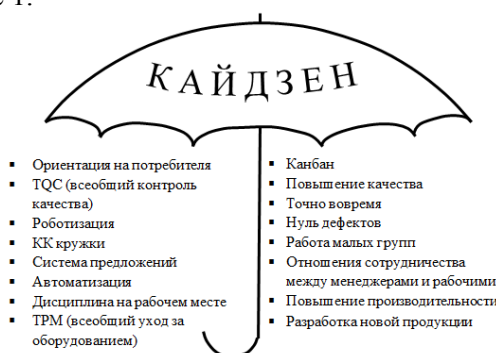 КАЙДЗЕН
▪ Ориентация на потребителя
▪ TQC (всеобщий контроль
качества)
▪ Роботизация
▪ КК кружки
▪ Система предложений
▪ Автоматизация
▪ Дисциплина на рабочем месте
▪ ТРМ (всеобщий уход за
оборудованием)
▪ Канбан
▪ Повышение качества
▪ Точно вовремя
▪ Нуль дефектов
▪ Работа малых групп
▪ Отношения сотрудничества
между менеджерами и рабочими
▪ Повышение производительности
▪ Разработка новой продукции